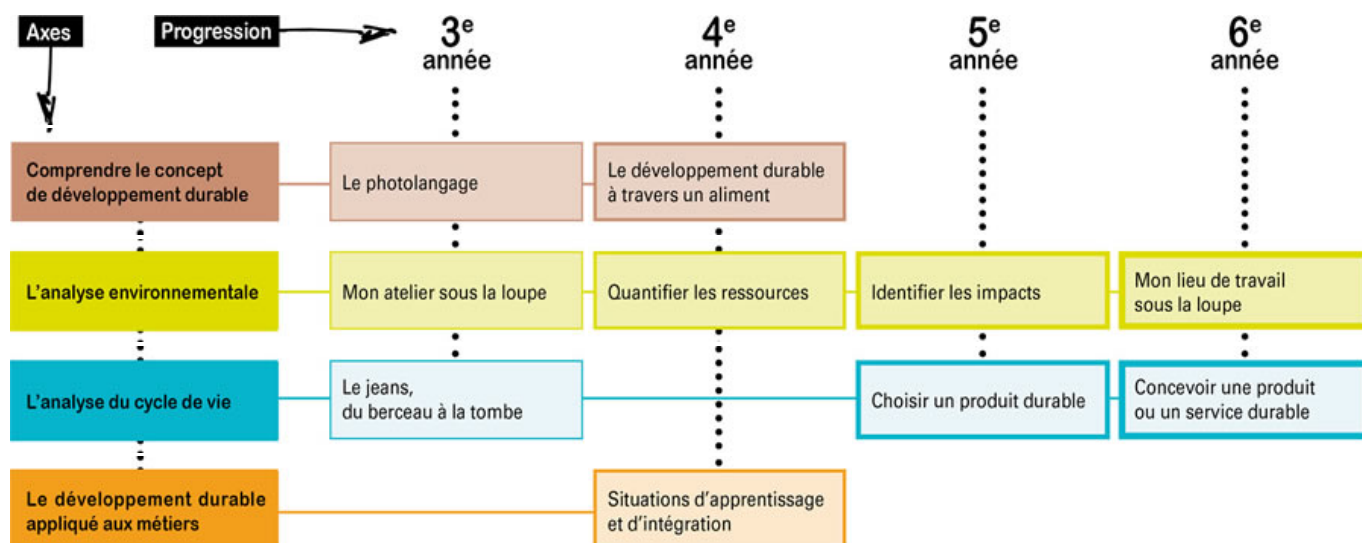 Axes
Progression
3e
année
4e
année
5e
année
6e
année
Comprendre le concept
de développement durable
Le photolangage
Le développement durable
à travers un aliment
L'analyse environnementale
Mon atelier sous la loupe
Quantifier les ressources
Identifier les impacts
Mon lieu de travail
sous la loupe
L'analyse du cycle de vie
Le jeans,
du berceau à la tombe
Choisir un produit durable
Concevoir une produit
ou un service durable
Le développement durable
appliqué aux métiers
Situations d'apprentissage
et d'intégration